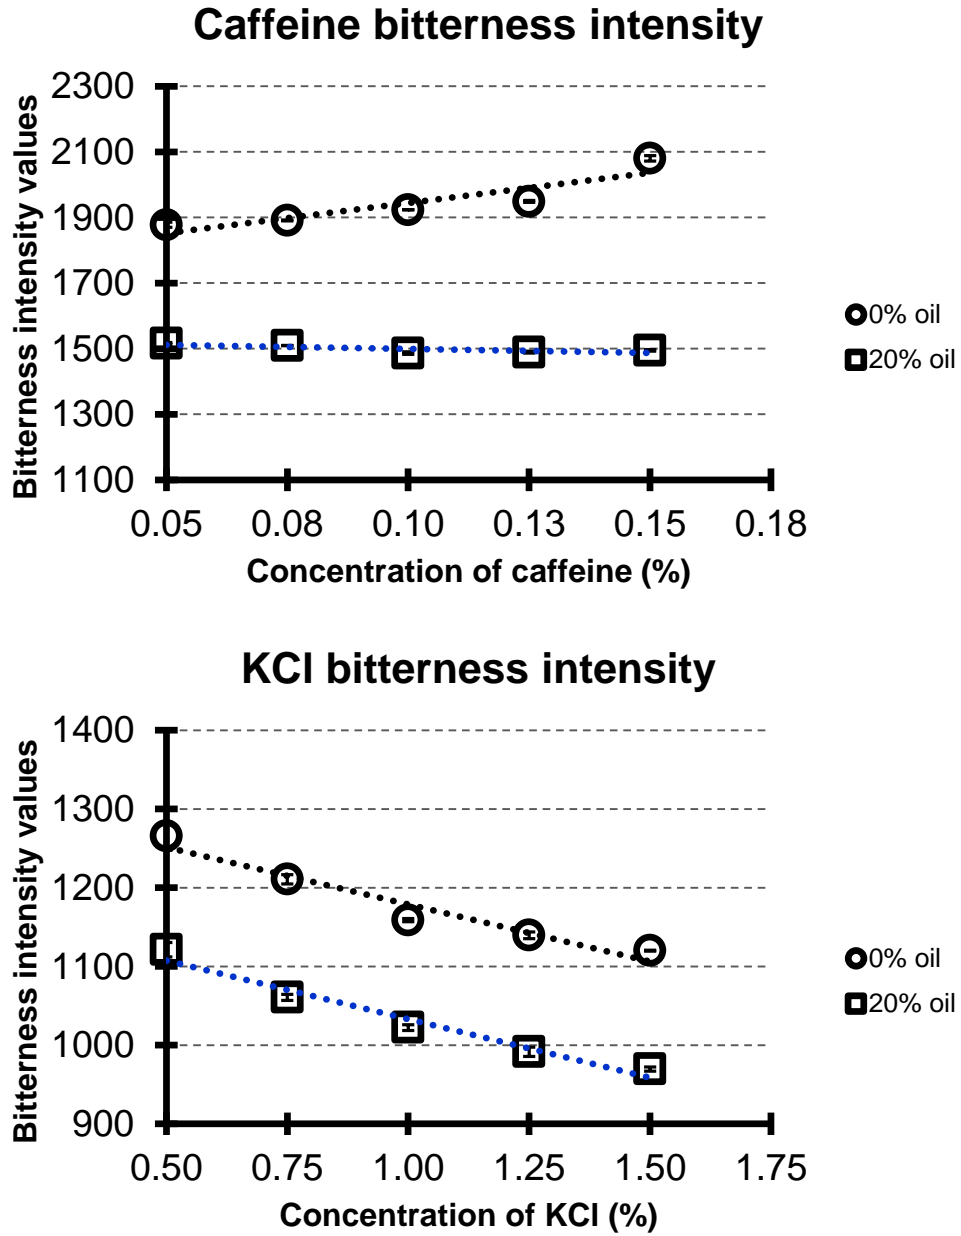 Caffeine bitterness intensity
Bitterness intensity values
2300
2100
1900
1700
1500
1300
1100
0.05 0.08 0.10 0.13 0.15 0.18
Concentration of caffeine (%)
0% oil
20% oil
KCl bitterness intensity
Bitterness intensity values
1400
1300
1200
1100
1000
900
0.50 0.75 1.00 1.25 1.50 1.75
Concentration of KCl (%)
0% oil
20% oil